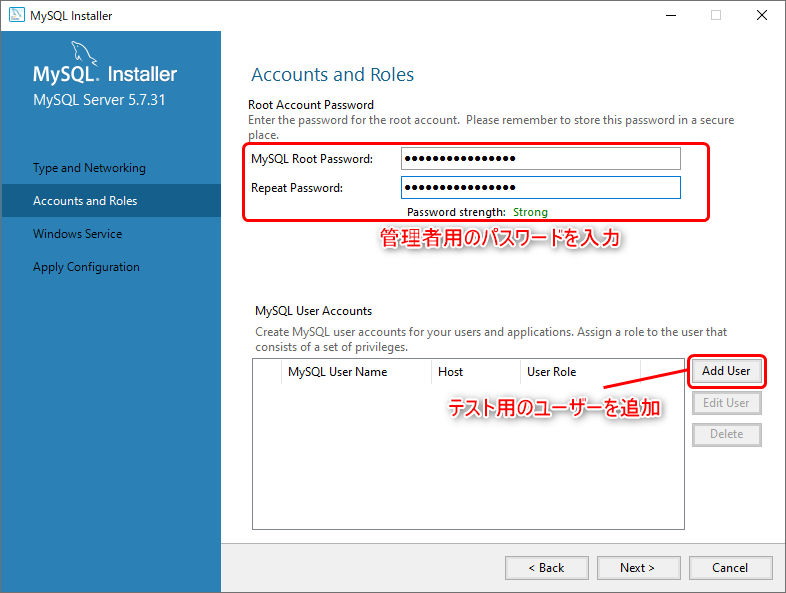 MySQL Installer
MySQL. Installer
MySQL Server 5.7.31
Type and Networking
Accounts and Roles
Windows Service
Apply Configuration
Accounts and Roles
Root Account Password
Enter the password for the root account. Please remember to store this password in a secure
place.
MySQL Root Password: ●●●●●●●●●●●●●●●●
Repeat Password: ●●●●●●●●●●●●●●●●
Password strength: Strong
管理者用のパスワードを入力
MySQL User Accounts
Create MySQL user accounts for your users and applications. Assign a role to the user that
consists of a set of privileges.
MySQL User Name Host User Role
Add User
テスト用のユーザーを追加
Edit User
Delete
< Back Next > Cancel